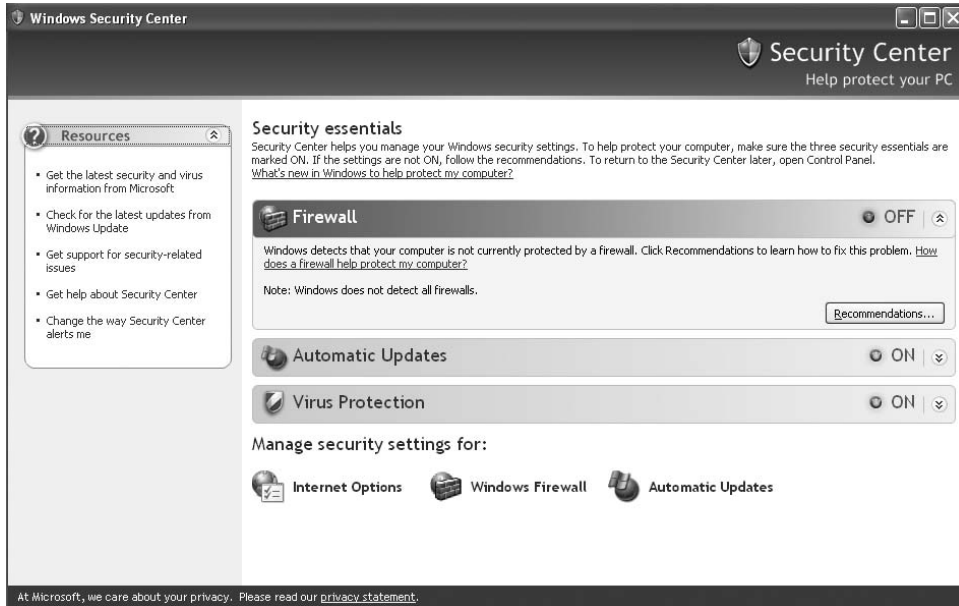 Windows Security Center
Security Center
Help protect your PC
Resources
▪ Get the latest security and virus
information from Microsoft
▪ Check for the latest updates from
Windows Update
▪ Get support for security-related
issues
▪ Get help about Security Center
▪ Change the way Security Center
alerts me
Security essentials
Security Center helps you manage your Windows security settings. To help protect your computer, make sure the three security essentials are
marked ON. If the settings are not ON, follow the recommendations. To return to the Security Center later, open Control Panel.
What's new in Windows to help protect my computer?
Firewall OFF
Windows detects that your computer is not currently protected by a firewall. Click Recommendations to learn how to fix this problem. How
does a firewall help protect my computer?
Note: Windows does not detect all firewalls.
Recommendations...
Automatic Updates ON
Virus Protection ON
Manage security settings for:
Internet Options Windows Firewall Automatic Updates
At Microsoft, we care about your privacy. Please read our privacy statement.